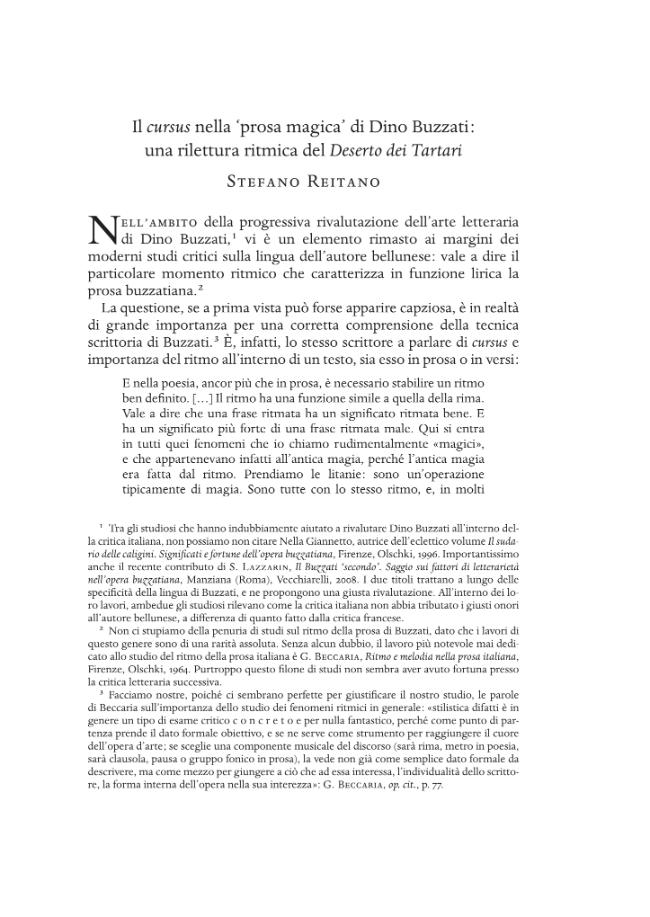 Il cursus nella ‘prosa magica’ di Dino Buzzati:
una rilettura ritmica del Deserto dei Tartari
Stefano Reitano
Nell’ambito della progressiva rivalutazione dell’arte letteraria
di Dino Buzzati,1 vi è un elemento rimasto ai margini dei
moderni studi critici sulla lingua dell’autore bellunese: vale a dire il
particolare momento ritmico che caratterizza in funzione lirica la
prosa buzzatiana.2
La questione, se a prima vista può forse apparire capziosa, è in realtà
di grande importanza per una corretta comprensione della tecnica
scrittoria di Buzzati.3 È, infatti, lo stesso scrittore a parlare di cursus e
importanza del ritmo all’interno di un testo, sia esso in prosa o in versi:
E nella poesia, ancor più che in prosa, è necessario stabilire un ritmo
ben definito. […] Il ritmo ha una funzione simile a quella della rima.
Vale a dire che una frase ritmata ha un significato ritmata bene. E
ha un significato più forte di una frase ritmata male. Qui si entra
in tutti quei fenomeni che io chiamo rudimentalmente «magici»,
e che appartenevano infatti all’antica magia, perché l’antica magia
era fatta dal ritmo. Prendiamo le litanie: sono un’operazione
tipicamente di magia. Sono tutte con lo stesso ritmo, e, in molti
1 Tra gli studiosi che hanno indubbiamente aiutato a rivalutare Dino Buzzati all’interno del-
la critica italiana, non possiamo non citare Nella Giannetto, autrice dell’eclettico volume Il suda-
rio delle caligini. Significati e fortune dell’opera buzzatiana, Firenze, Olschki, 1996. Importantissimo
anche il recente contributo di S. Lazzarin, Il Buzzati ‘secondo’. Saggio sui fattori di letterarietà
nell’opera buzzatiana, Manziana (Roma), Vecchiarelli, 2008. I due titoli trattano a lungo delle
specificità della lingua di Buzzati, e ne propongono una giusta rivalutazione. All’interno dei lo-
ro lavori, ambedue gli studiosi rilevano come la critica italiana non abbia tributato i giusti onori
all’autore bellunese, a differenza di quanto fatto dalla critica francese.
2 Non ci stupiamo della penuria di studi sul ritmo della prosa di Buzzati, dato che i lavori di
questo genere sono di una rarità assoluta. Senza alcun dubbio, il lavoro più notevole mai dedi-
cato allo studio del ritmo della prosa italiana è G. Beccaria, Ritmo e melodia nella prosa italiana,
Firenze, Olschki, 1964. Purtroppo questo filone di studi non sembra aver avuto fortuna presso
la critica letteraria successiva.
3 Facciamo nostre, poiché ci sembrano perfette per giustificare il nostro studio, le parole
di Beccaria sull’importanza dello studio dei fenomeni ritmici in generale: «stilistica difatti è in
genere un tipo di esame critico c o n c r e t o e per nulla fantastico, perché come punto di par-
tenza prende il dato formale obiettivo, e se ne serve come strumento per raggiungere il cuore
dell’opera d’arte; se sceglie una componente musicale del discorso (sarà rima, metro in poesia,
sarà clausola, pausa o gruppo fonico in prosa), la vede non già come semplice dato formale da
descrivere, ma come mezzo per giungere a ciò che ad essa interessa, l’individualità dello scritto-
re, la forma interna dell’opera nella sua interezza»: G. Beccaria, op. cit., p. 77.